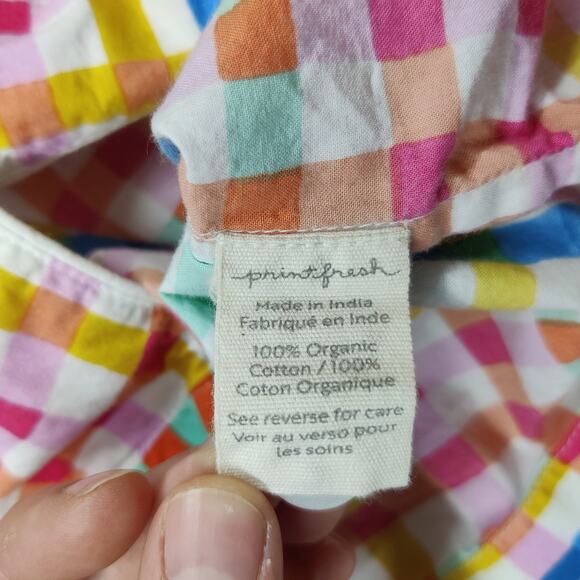 printfresh
Made in India
Fabriqué en Inde
100% Organic
Cotton / 100%
Coton Organique
See reverse for care
Voir au verso pour
les soins